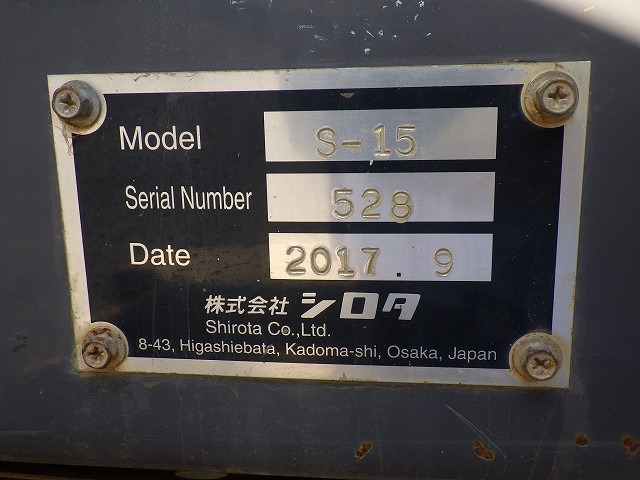 Model S-15
Serial Number 528
Date 2017.9
株式会社 シロタ
Shirota Co.,Ltd.
8-43, Higashiebata, Kadoma-shi, Osaka, Japan